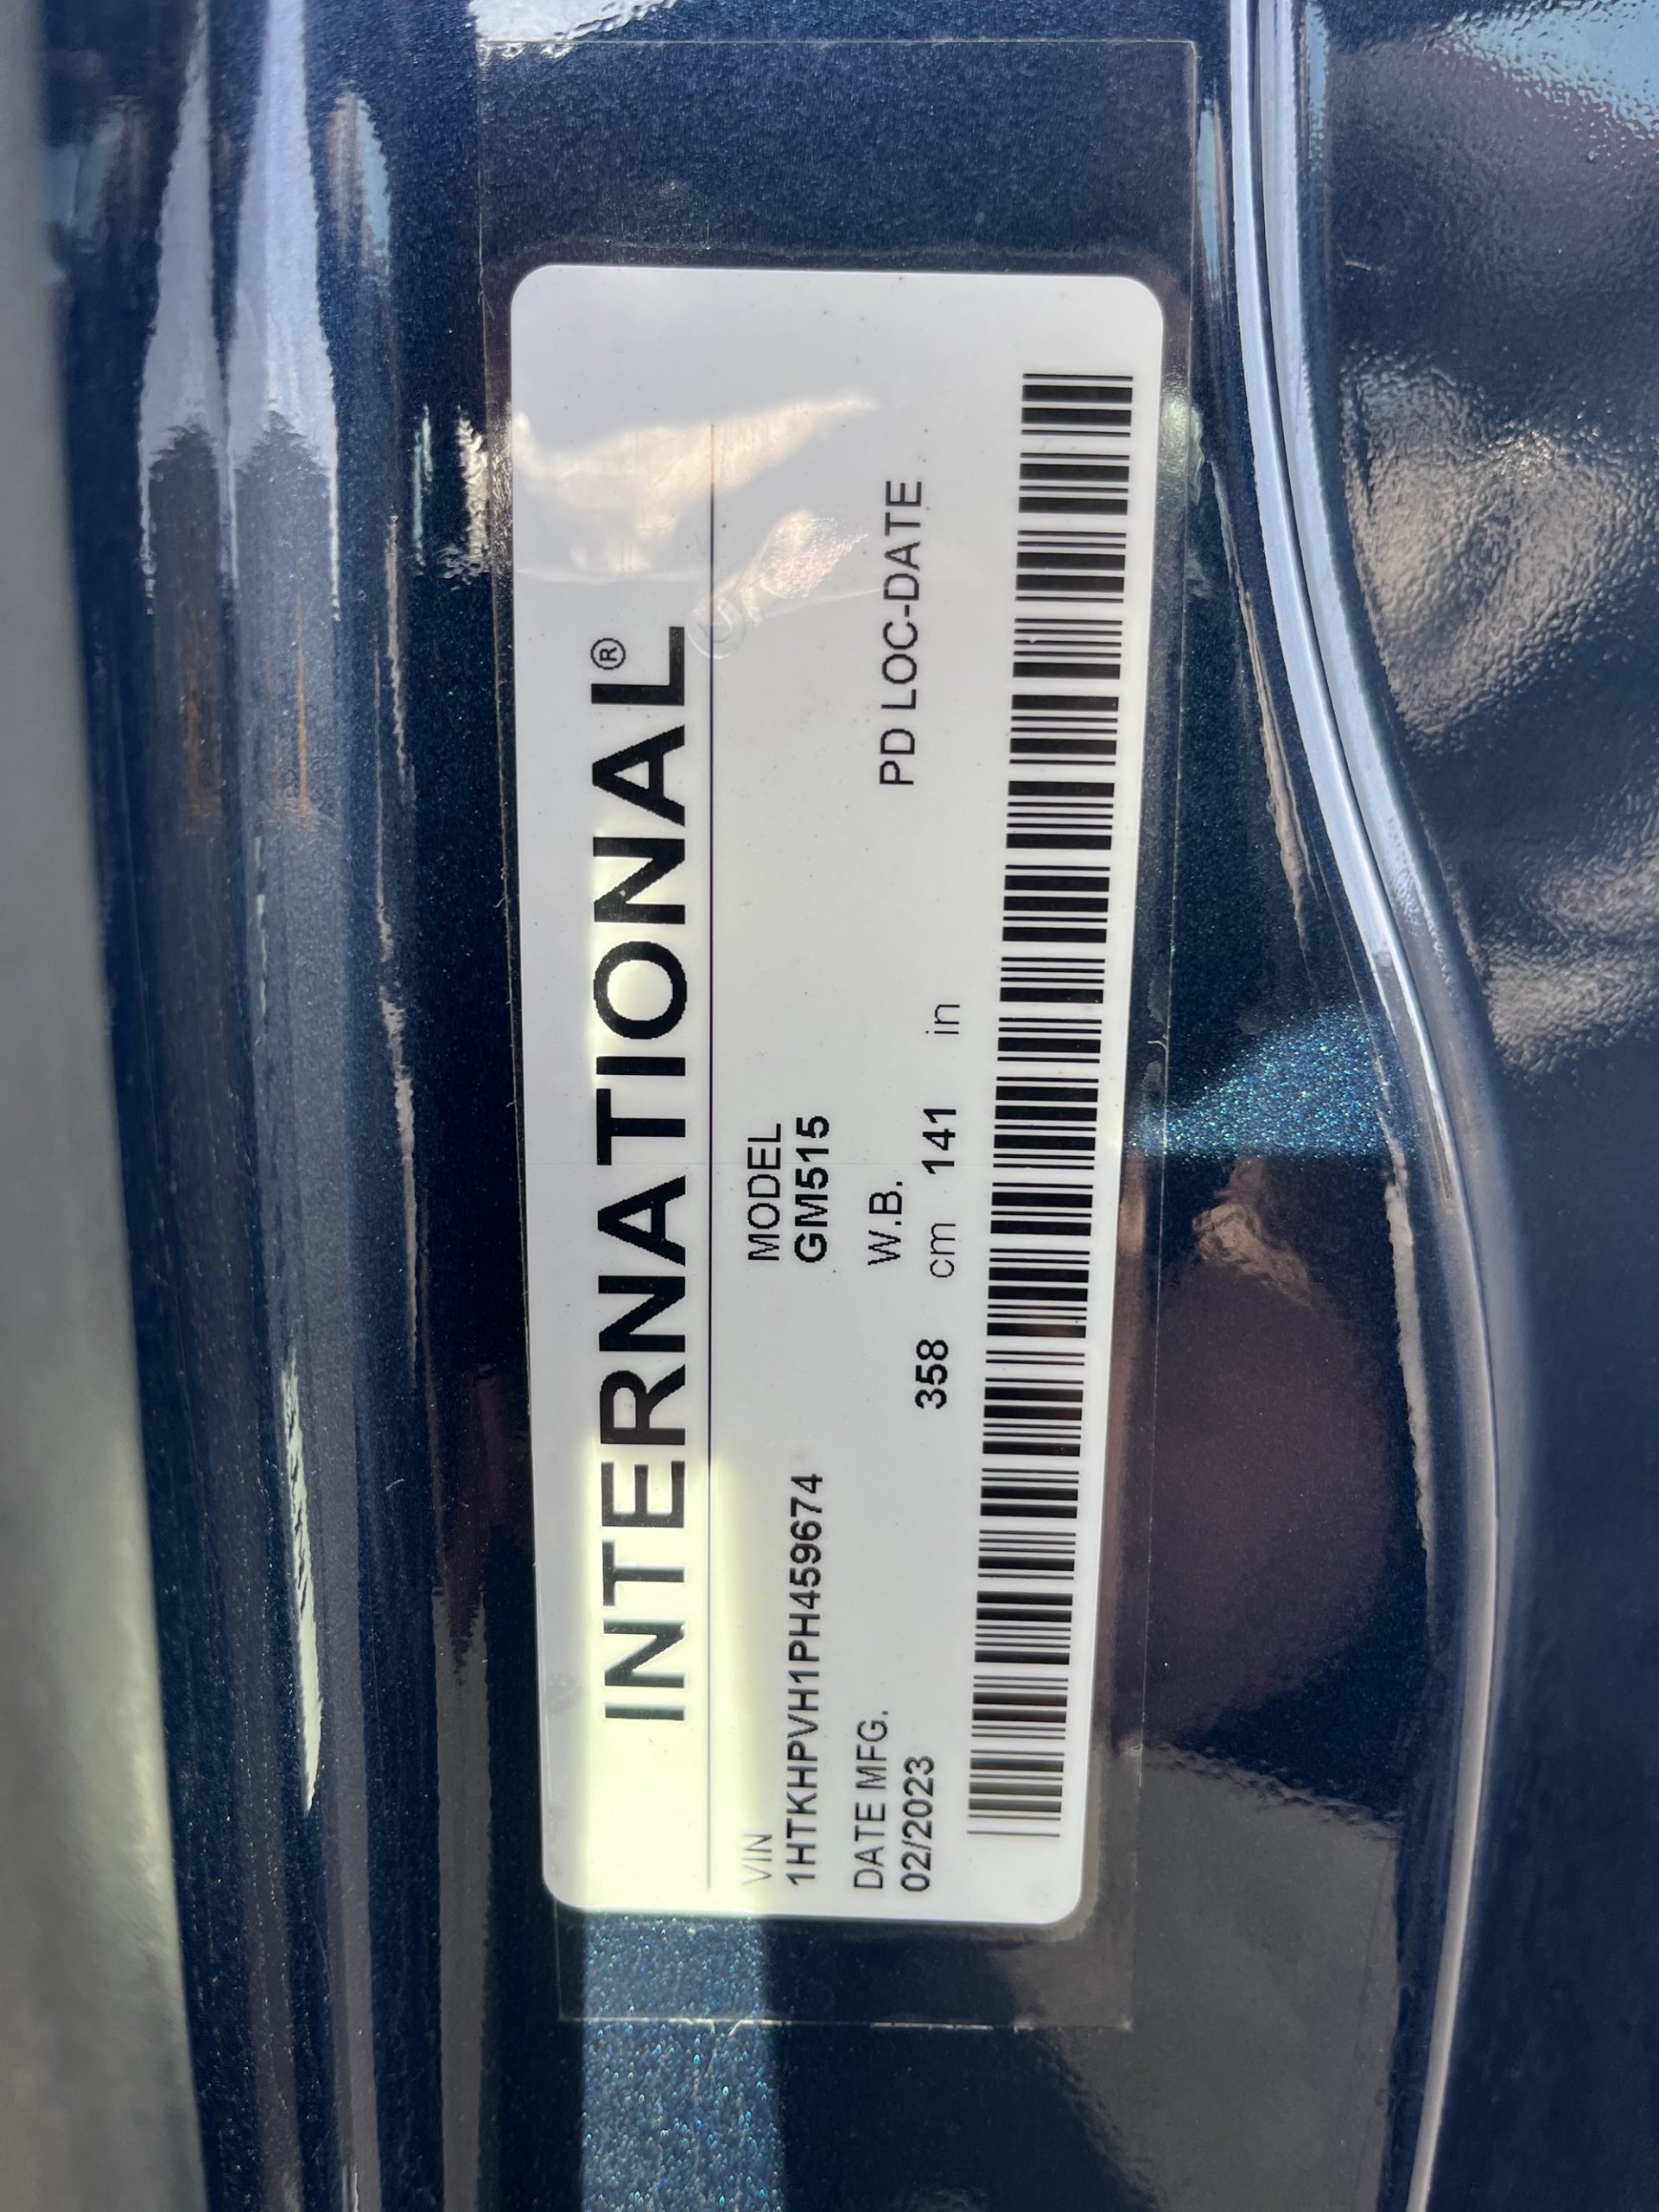 INTERNATIONAL®
VIN MODEL
1HTKHPVH1PH459674 GM515
DATE MFG. W.B. PD LOC-DATE
02/2023 358 cm 141 in